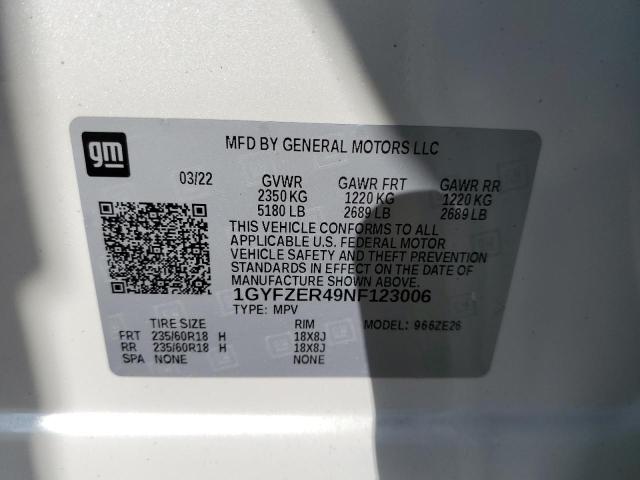 gm
MFD BY GENERAL MOTORS LLC
03/22 GVWR GAWR FRT GAWR RR
2350 KG 1220 KG 1220 KG
5180 LB 2689 LB 2689 LB
THIS VEHICLE CONFORMS TO ALL
APPLICABLE U.S. FEDERAL MOTOR
VEHICLE SAFETY AND THEFT PREVENTION
STANDARDS IN EFFECT ON THE DATE OF
MANUFACTURE SHOWN ABOVE.
1GYFZER49NF123006
TYPE: MPV
TIRE SIZE RIM MODEL: 966ZE26
FRT 235/60R18 H 18X8J
RR 235/60R18 H 18X8J
SPA NONE NONE